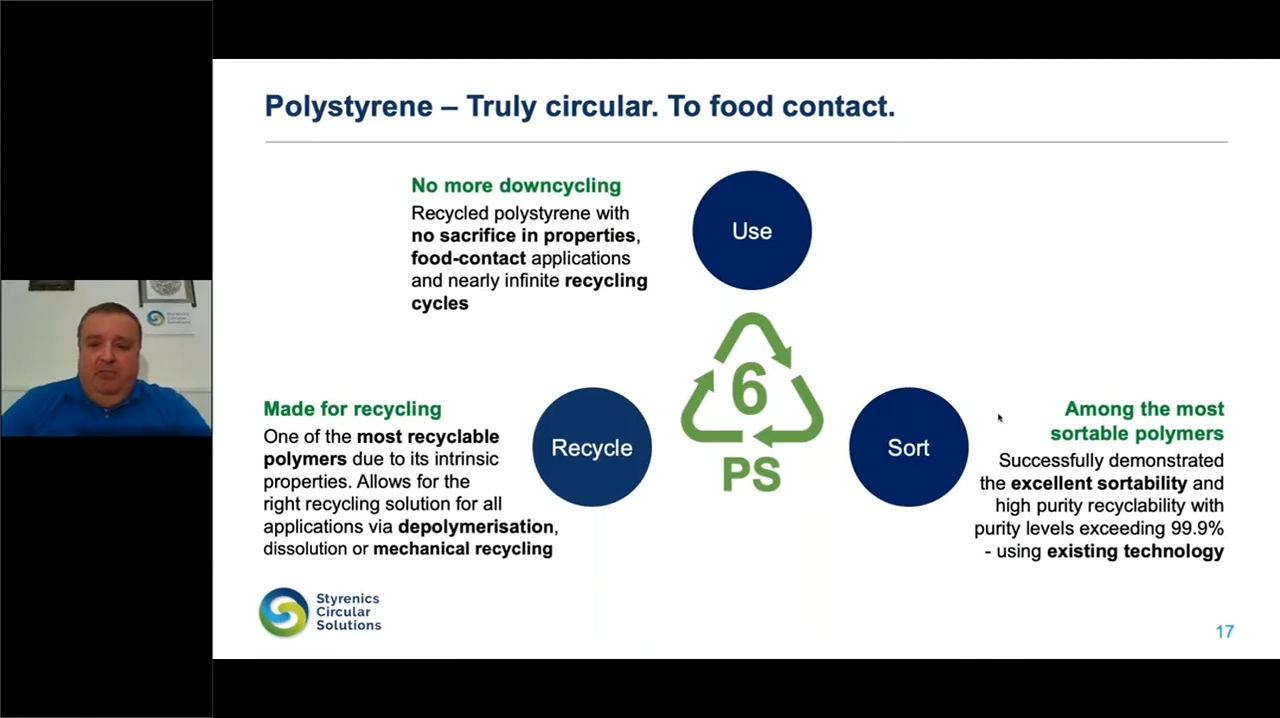 Polystyrene – Truly circular. To food contact.
No more downcycling
Recycled polystyrene with
no sacrifice in properties,
food-contact applications
and nearly infinite recycling
cycles
Use
6
PS
Made for recycling
One of the most recyclable
polymers due to its intrinsic
properties. Allows for the
right recycling solution for all
applications via depolymerisation,
dissolution or mechanical recycling
Recycle
Sort
Among the most
sortable polymers
Successfully demonstrated
the excellent sortability and
high purity recyclability with
purity levels exceeding 99.9%
- using existing technology
Styrenics
Circular
Solutions
17
Styrenics
Circular
Solutions